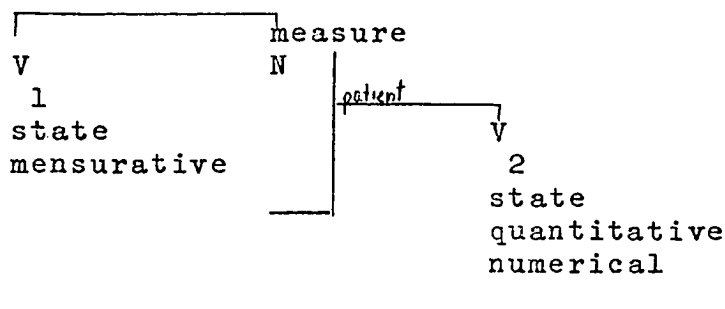 measure
V N
1
patient
state
V
mensurative
2
state
quantitative
numerical